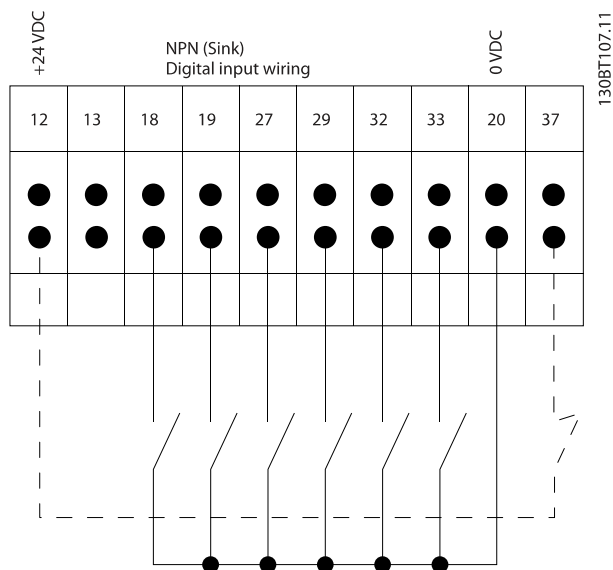 +24 VDC
NPN (Sink)
Digital input wiring
0 VDC
130BT107.11
12 13 18 19 27 29 32 33 20 37